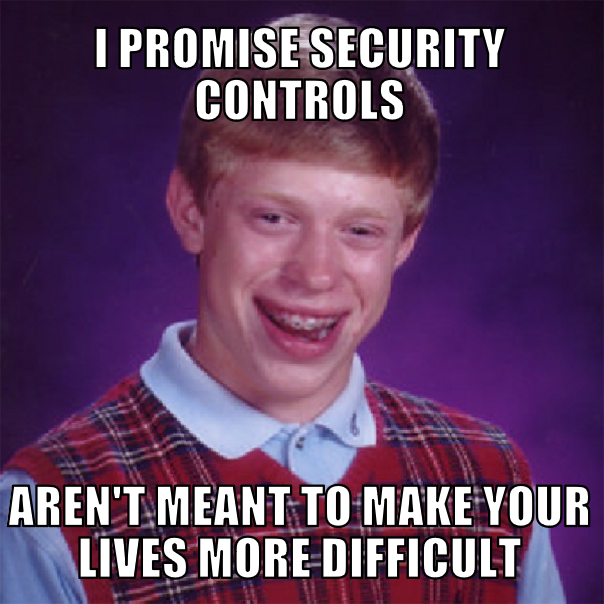 I PROMISE SECURITY
CONTROLS
AREN'T MEANT TO MAKE YOUR
LIVES MORE DIFFICULT